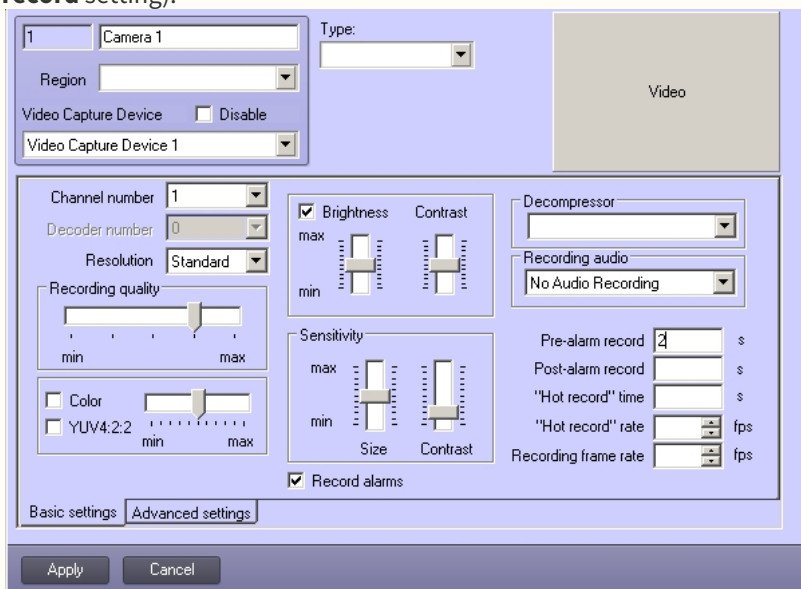 record setting).
1 Camera 1
Type:
Region
Video
Video Capture Device Disable
Video Capture Device 1
Channel number 1
Decoder number 0
Resolution Standard
Recording quality
min max
Color
YUV4:2:2
min max
Brightness Contrast
max
min
Sensitivity
max
min
Size Contrast
Record alarms
Decompressor
Recording audio
No Audio Recording
Pre-alarm record 2 s
Post-alarm record s
"Hot record" time s
"Hot record" rate fps
Recording frame rate fps
Basic settings Advanced settings
Apply Cancel